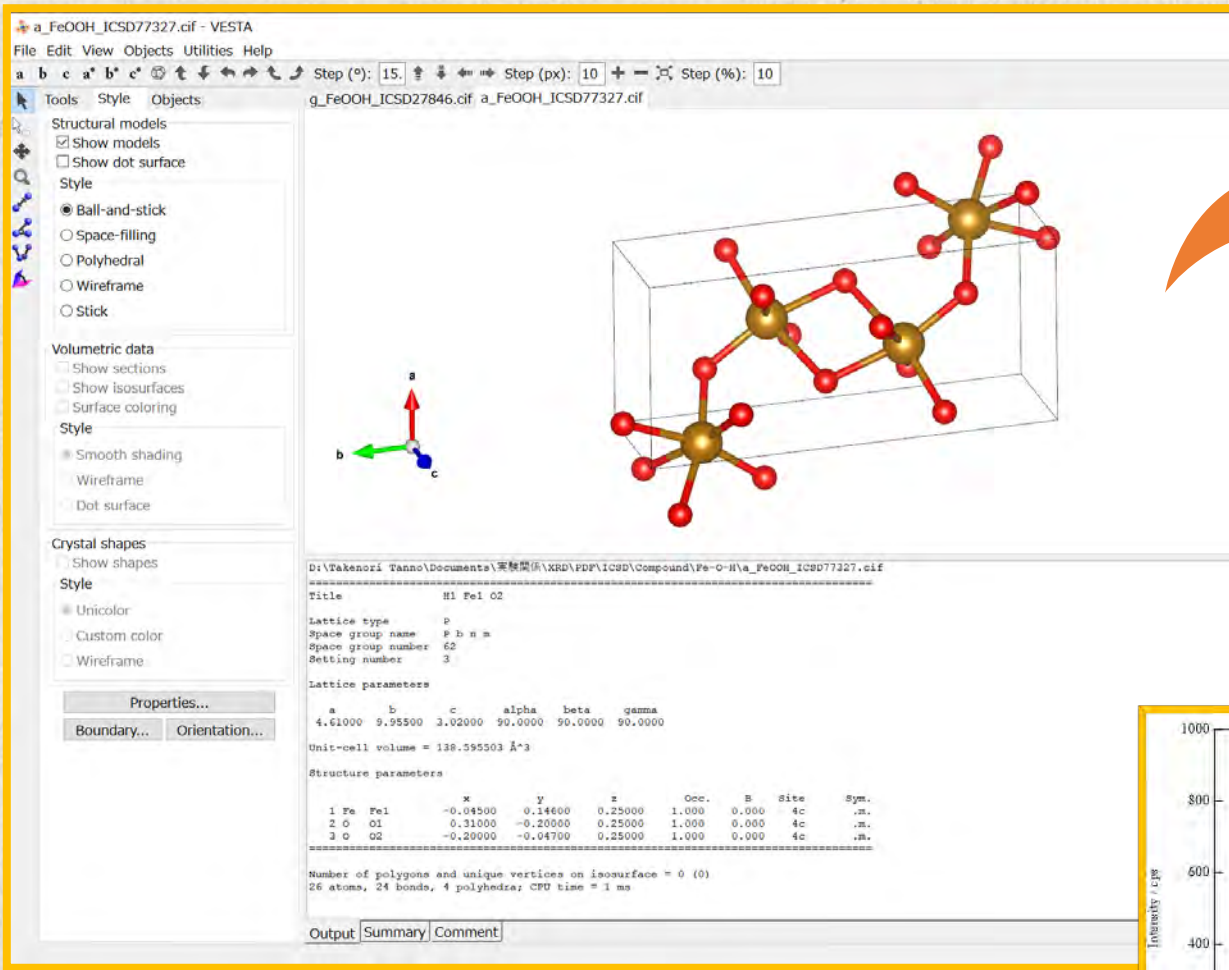 a_FeOOH_ICSD77327.cif - VESTA
File Edit View Objects Utilities Help
a b c a* b* c* Step (°): 15. Step (px): 10 Step (%): 10
Tools Style Objects
g_FeOOH_ICSD27846.cif a_FeOOH_ICSD77327.cif
Structural models
Show models
Show dot surface
Style
Ball-and-stick
Space-filling
Polyhedral
Wireframe
Stick
Volumetric data
Show sections
Show isosurfaces
Surface coloring
Style
Smooth shading
Wireframe
Dot surface
Crystal shapes
Show shapes
Style
Unicolor
Custom color
Wireframe
Properties...
Boundary... Orientation...
a
b
c
D:\Takenori Tanno\Documents\実験関係\XRD\PDF\ICSD\Compound\Fe-O-H\a_FeOOH_ICSD77327.cif
Title H1 Fe1 O2
Lattice type P
Space group name P b n m
Space group number 62
Setting number 3
Lattice parameters
a b c alpha beta gamma
4.61000 9.95500 3.02000 90.0000 90.0000 90.0000
Unit-cell volume = 138.595503 Å^3
Structure parameters
x y z Occ. B Site Sym.
1 Fe Fe1 -0.04500 0.14600 0.25000 1.000 0.000 4c .m.
2 O O1 0.31000 -0.20000 0.25000 1.000 0.000 4c .m.
3 O O2 -0.20000 -0.04700 0.25000 1.000 0.000 4c .m.
Number of polygons and unique vertices on isosurface = 0 (0)
26 atoms, 24 bonds, 4 polyhedra; CPU time = 1 ms
Output Summary Comment
1000
800
600
400
Intensity / cps